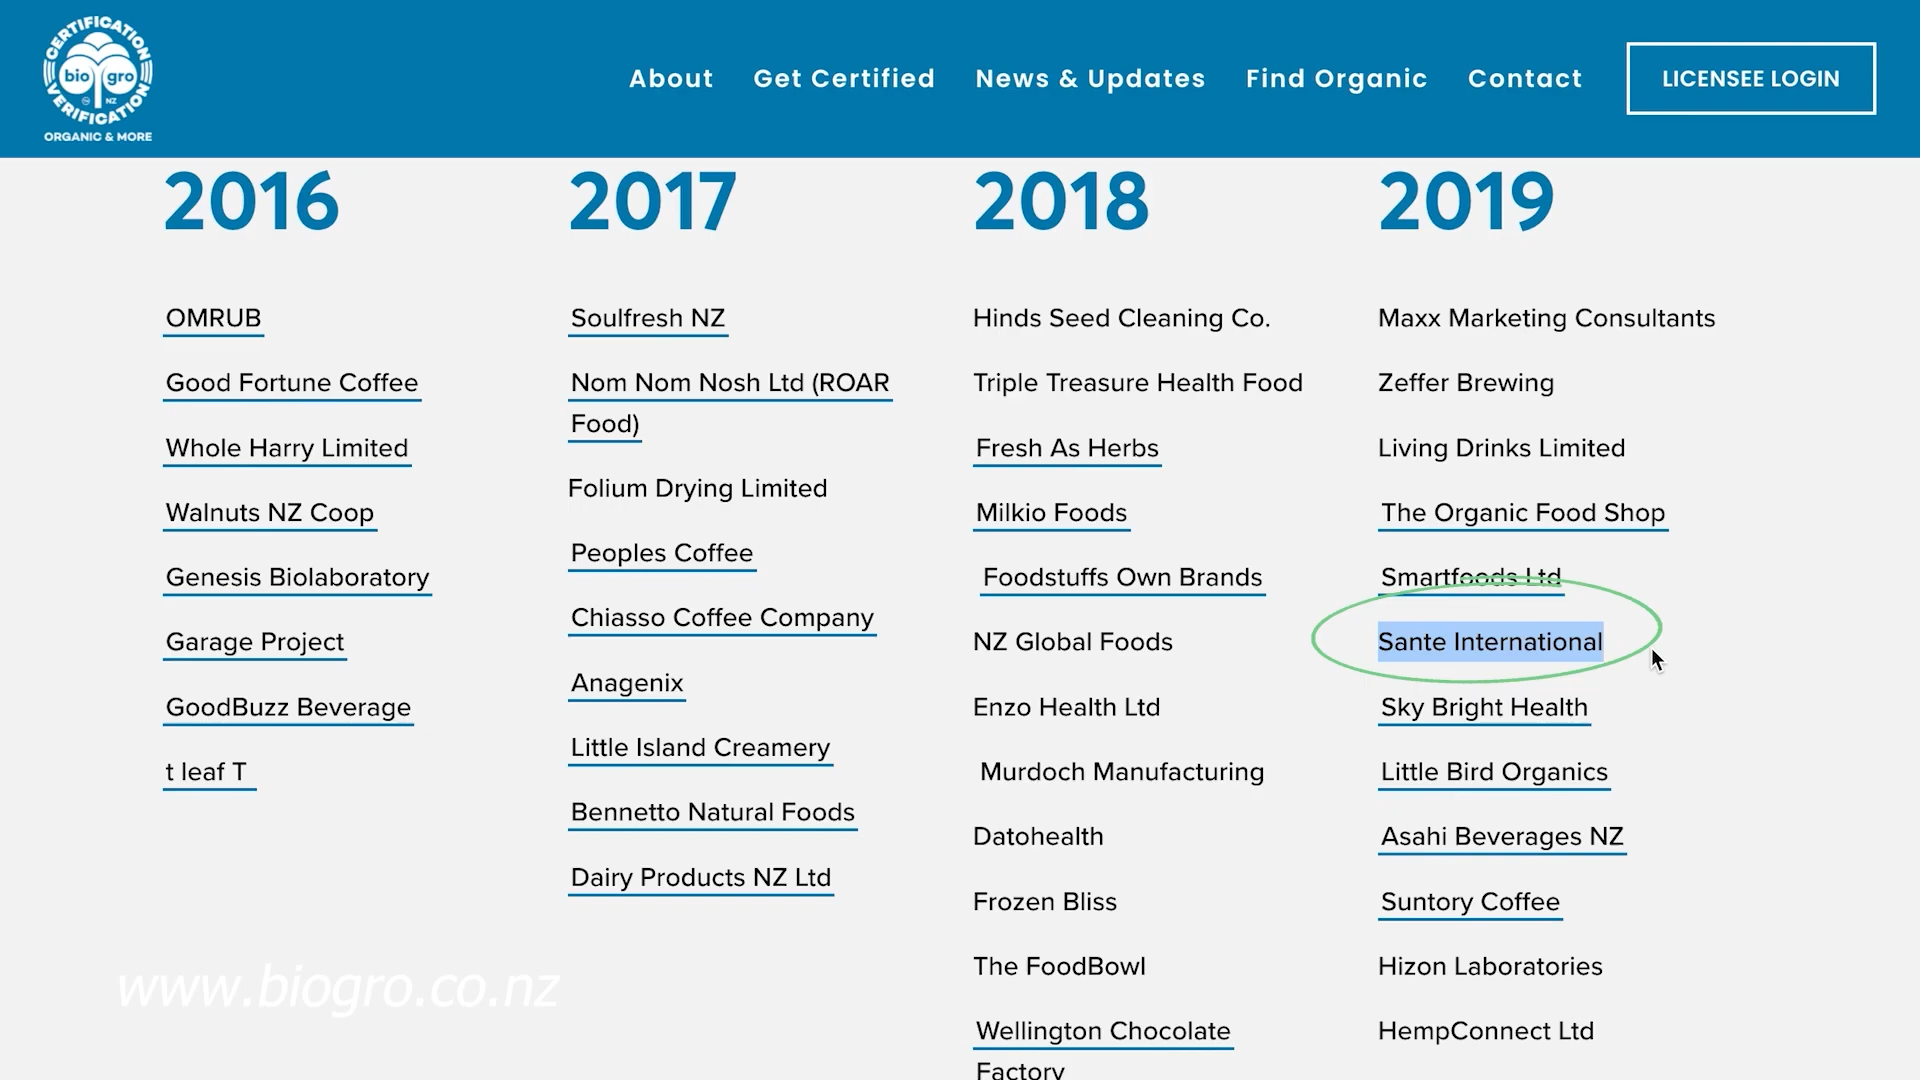 CERTIFICATION
bio gro
NZ
VERIFICATION
ORGANIC & MORE
About
Get Certified
News & Updates
Find Organic
Contact
LICENSEE LOGIN
2016
OMRUB
Good Fortune Coffee
Whole Harry Limited
Walnuts NZ Coop
Genesis Biolaboratory
Garage Project
GoodBuzz Beverage
t leaf T
2017
Soulfresh NZ
Nom Nom Nosh Ltd (ROAR
Food)
Folium Drying Limited
Peoples Coffee
Chiasso Coffee Company
Anagenix
Little Island Creamery
Bennetto Natural Foods
Dairy Products NZ Ltd
2018
Hinds Seed Cleaning Co.
Triple Treasure Health Food
Fresh As Herbs
Milkio Foods
Foodstuffs Own Brands
NZ Global Foods
Enzo Health Ltd
Murdoch Manufacturing
Datohealth
Frozen Bliss
The FoodBowl
Wellington Chocolate
Factory
2019
Maxx Marketing Consultants
Zeffer Brewing
Living Drinks Limited
The Organic Food Shop
Smartfoods Ltd
Sante International
Sky Bright Health
Little Bird Organics
Asahi Beverages NZ
Suntory Coffee
Hizon Laboratories
HempConnect Ltd
www.biogro.co.nz